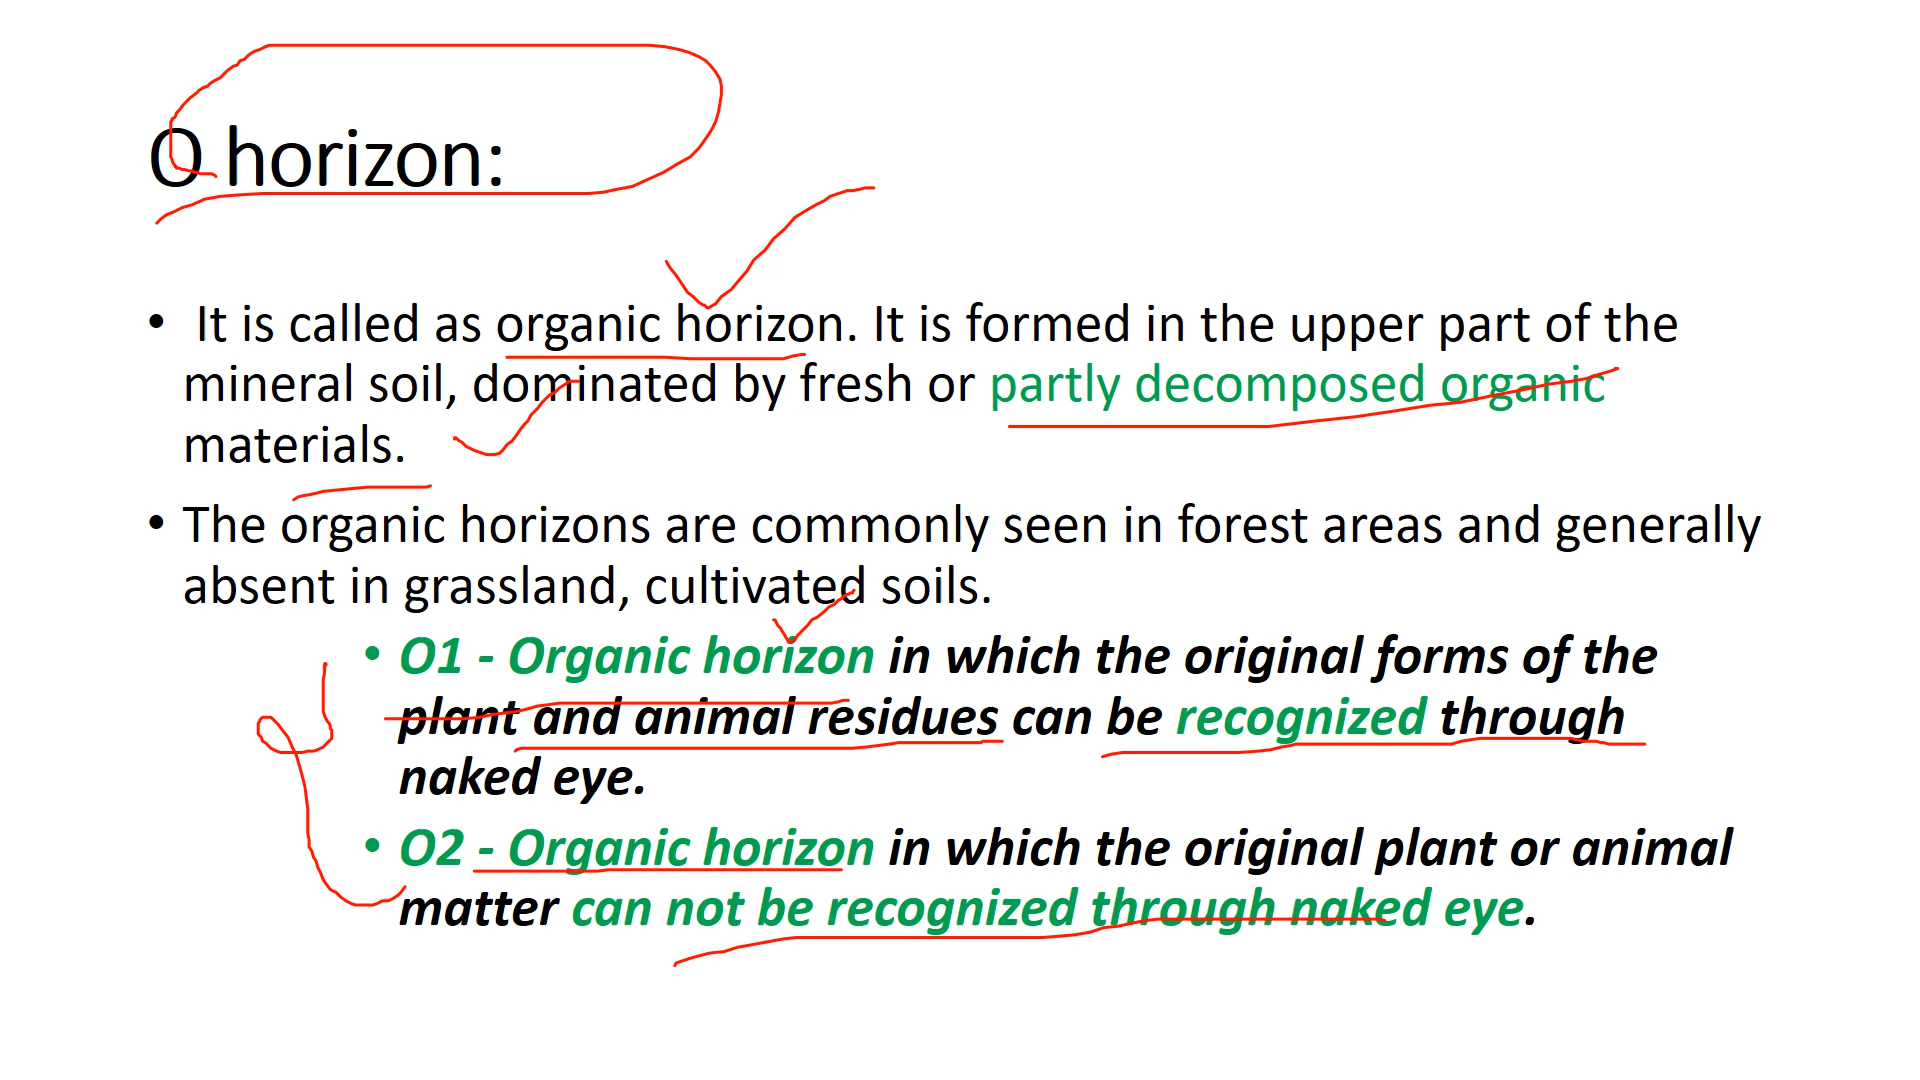 O horizon:
• It is called as organic horizon. It is formed in the upper part of the
mineral soil, dominated by fresh or partly decomposed organic
materials.
• The organic horizons are commonly seen in forest areas and generally
absent in grassland, cultivated soils.
• O1 - Organic horizon in which the original forms of the
plant and animal residues can be recognized through
naked eye.
• O2 - Organic horizon in which the original plant or animal
matter can not be recognized through naked eye.